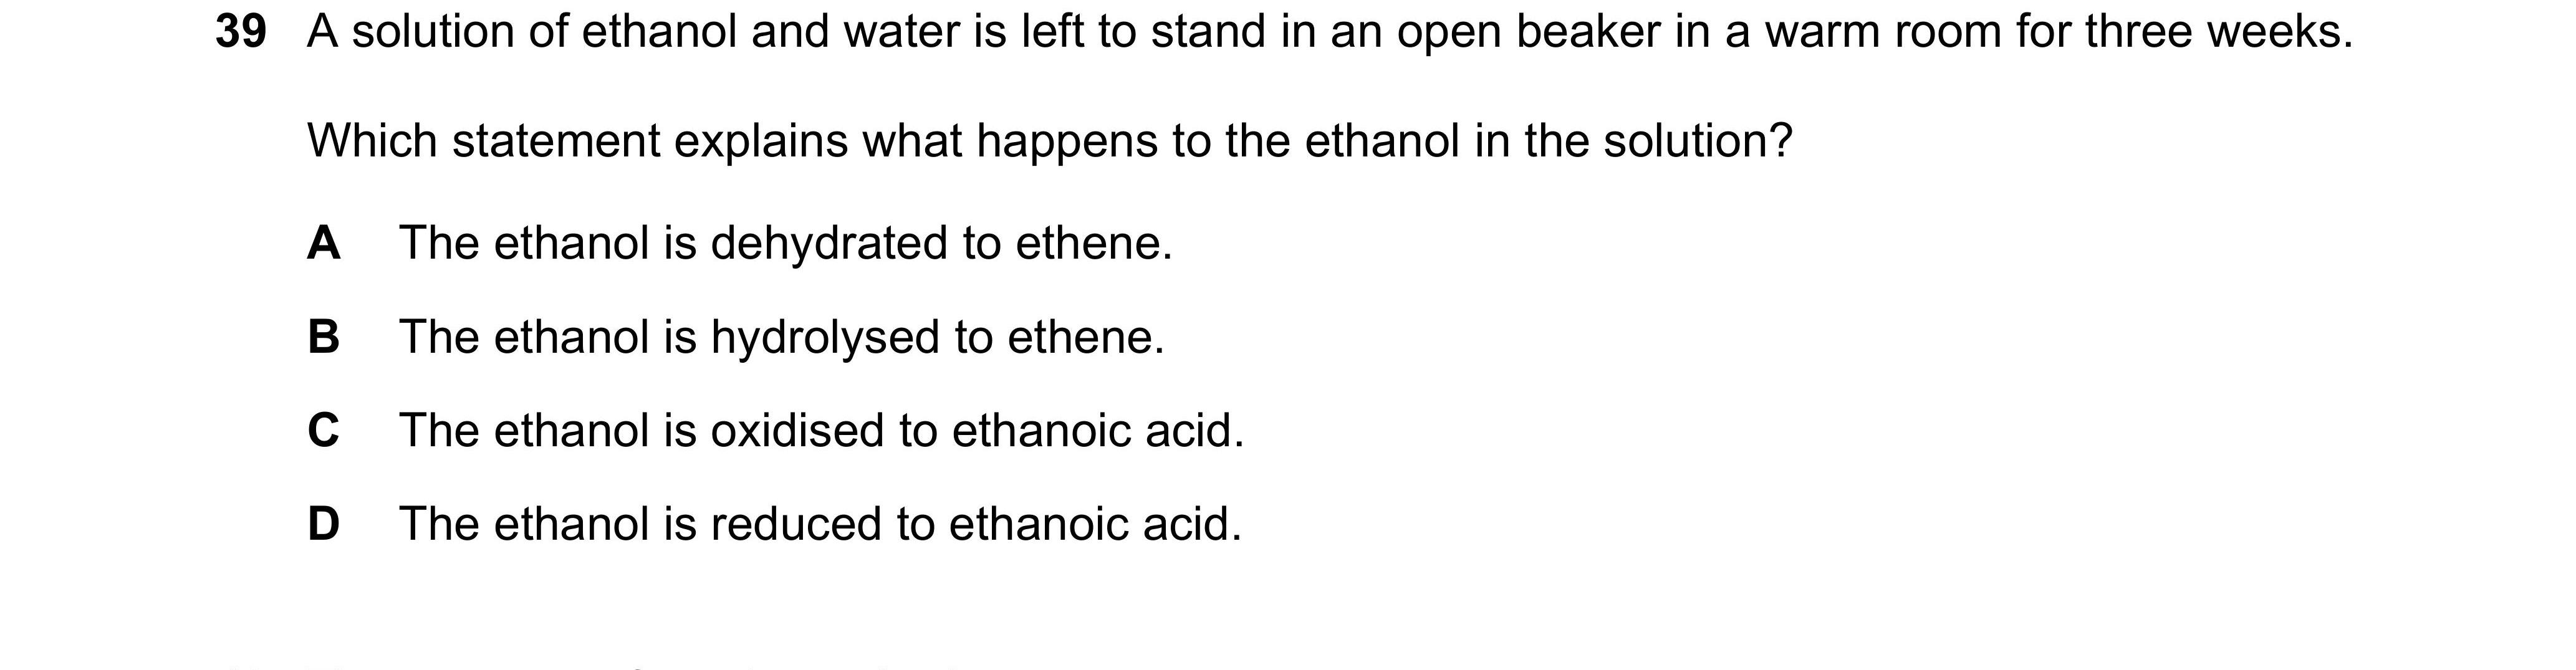 39 A solution of ethanol and water is left to stand in an open beaker in a warm room for three weeks.
Which statement explains what happens to the ethanol in the solution?
A The ethanol is dehydrated to ethene.
B The ethanol is hydrolysed to ethene.
C The ethanol is oxidised to ethanoic acid.
D The ethanol is reduced to ethanoic acid.